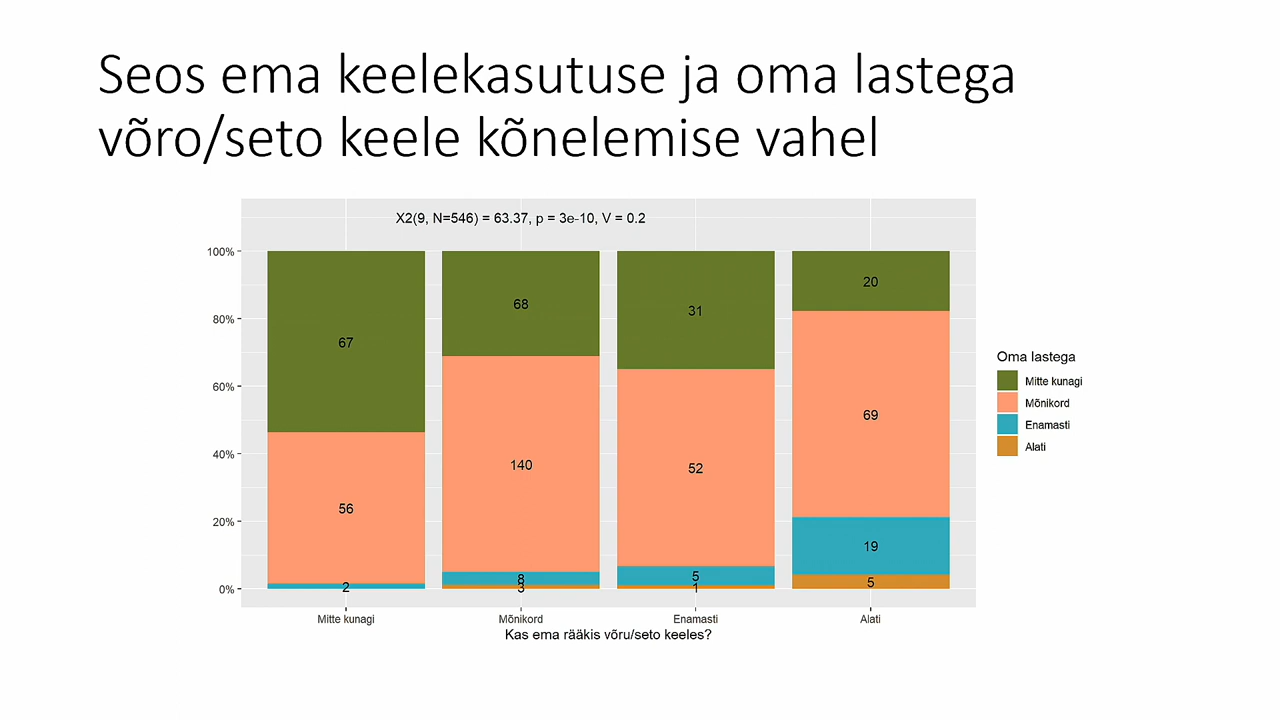 Seos ema keelekasutuse ja oma lastega
võro/seto keele kõnelemise vahel
X2(9, N=546) = 63.37, p = 3e-10, V = 0.2
100%
80%
60%
40%
20%
0%
67
56
2
68
140
8
3
31
52
5
1
20
69
19
5
Mitte kunagi
Mõnikord
Enamasti
Alati
Kas ema rääkis võru/seto keeles?
Oma lastega
Mitte kunagi
Mõnikord
Enamasti
Alati